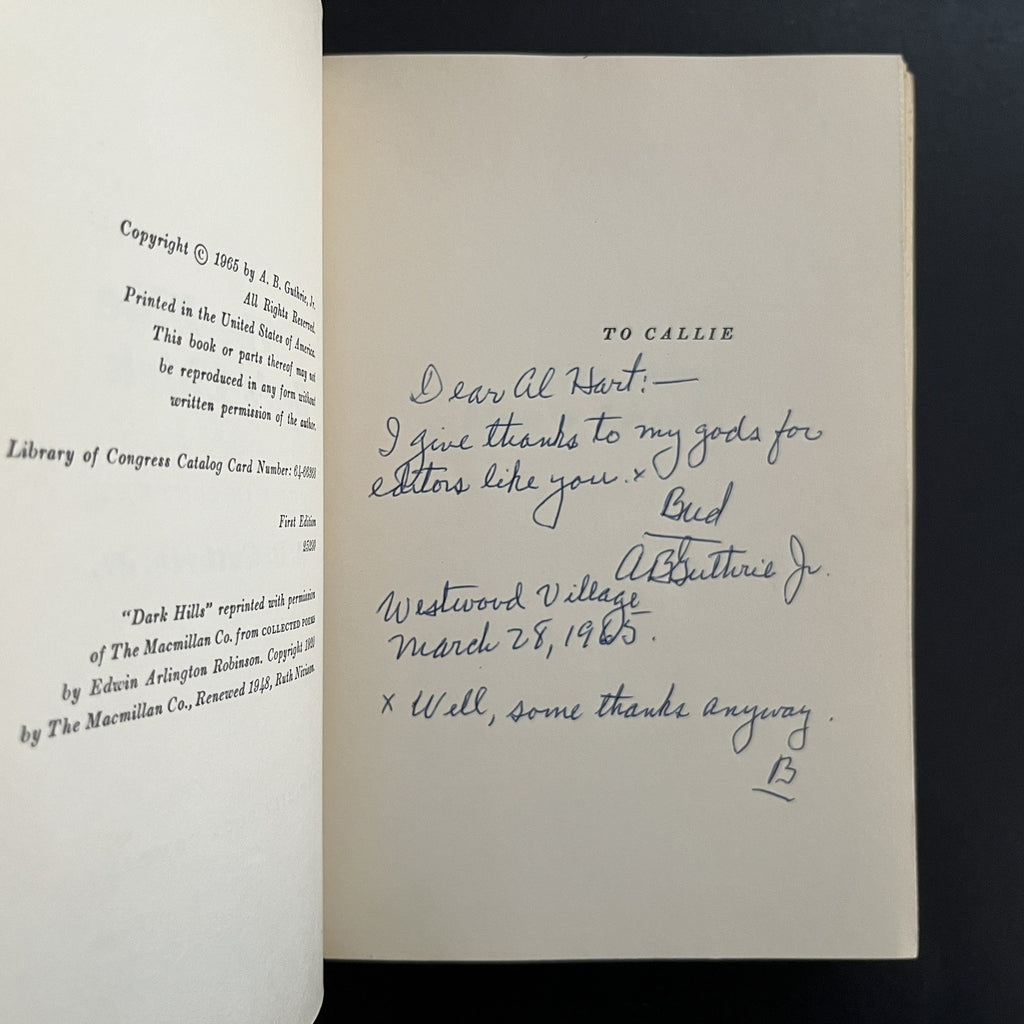 Copyright © 1965 by A. B. Guthrie, Jr.
All Rights Reserved.
Printed in the United States of America.
This book or parts thereof may not
be reproduced in any form without
written permission of the author.
Library of Congress Catalog Card Number:
First Edition
"Dark Hills" reprinted with permission
of The Macmillan Co. from COLLECTED POEMS
by Edwin Arlington Robinson. Copyright 1920
by The Macmillan Co., Renewed 1948, Ruth Nivison.
TO CALLIE
Dear Al Hart:—
I give thanks to my gods for
editors like you. x
Bud
A B Guthrie Jr.
Westwood Village
March 28, 1965.
x Well, some thanks anyway.
B